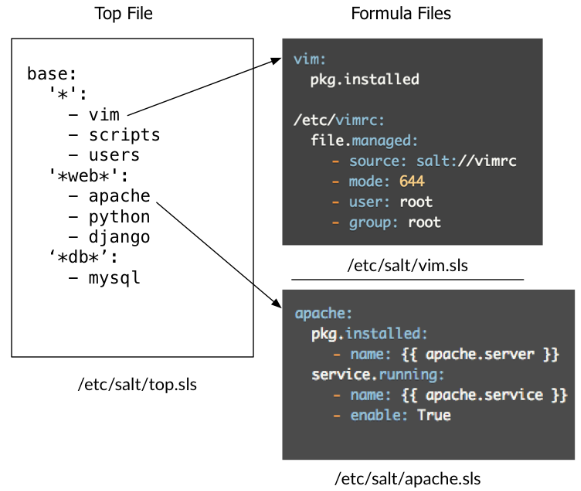 Top File
base:
  '*':
    - vim
    - scripts
    - users
  '*web*':
    - apache
    - python
    - django
  ‘*db*’:
    - mysql
/etc/salt/top.sls
Formula Files
vim:
  pkg.installed
/etc/vimrc:
  file.managed:
    - source: salt://vimrc
    - mode: 644
    - user: root
    - group: root
/etc/salt/vim.sls
apache:
  pkg.installed:
    - name: {{ apache.server }}
  service.running:
    - name: {{ apache.service }}
    - enable: True
/etc/salt/apache.sls